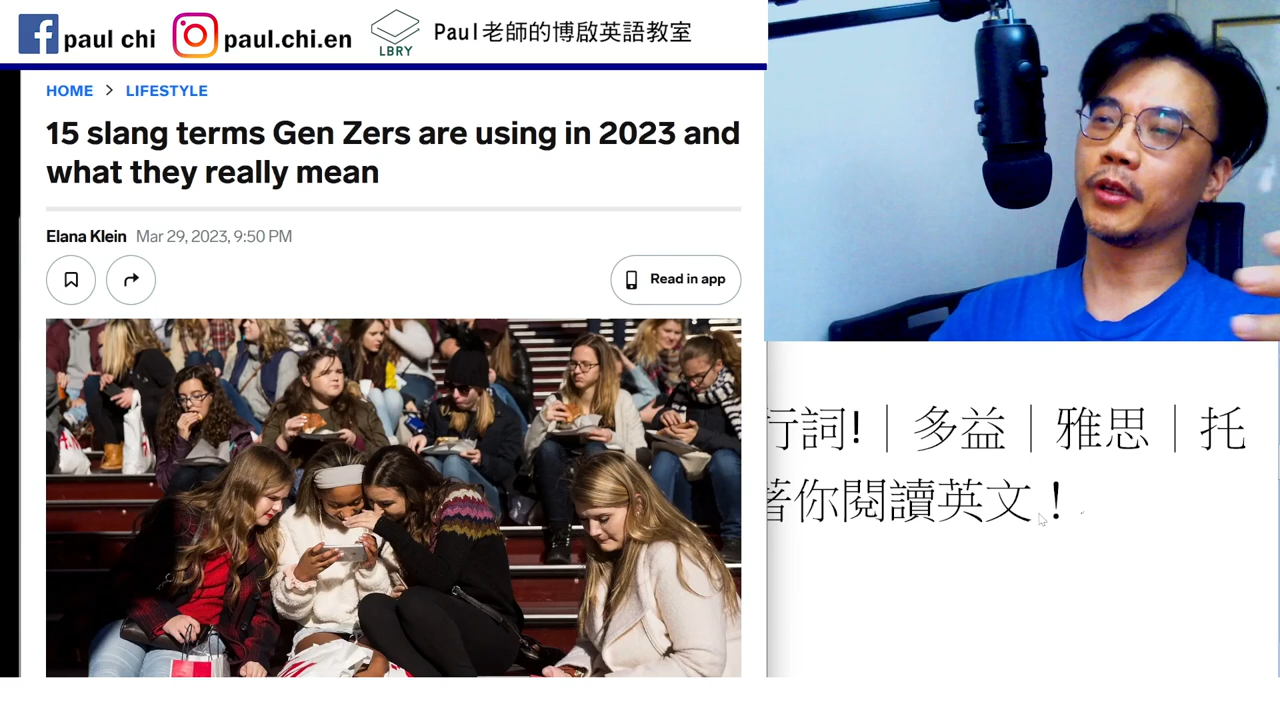 paul chi
paul.chi.en
LBRY
Paul老師的博啟英語教室
HOME > LIFESTYLE
15 slang terms Gen Zers are using in 2023 and
what they really mean
Elana Klein Mar 29, 2023, 9:50 PM
Read in app
行詞!｜多益｜雅思｜托
著你閱讀英文！